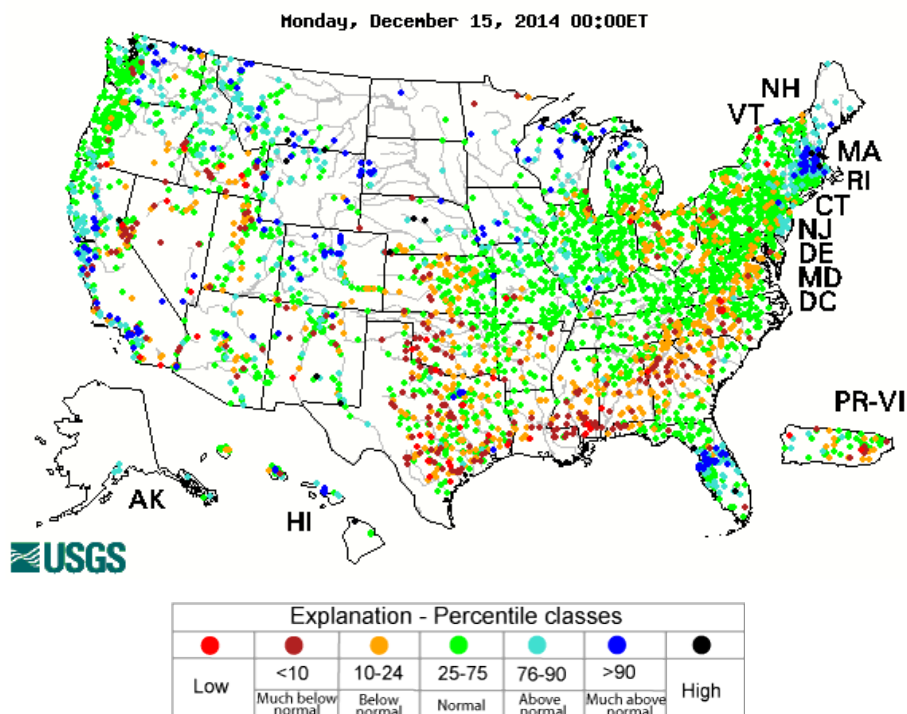 Monday, December 15, 2014 00:00ET
NH
VT
MA
RI
CT
NJ
DE
MD
DC
PR-VI
AK
HI
USGS
Explanation - Percentile classes
<10 10-24 25-75 76-90 >90
Low High
Much below normal Below normal Normal Above normal Much above normal